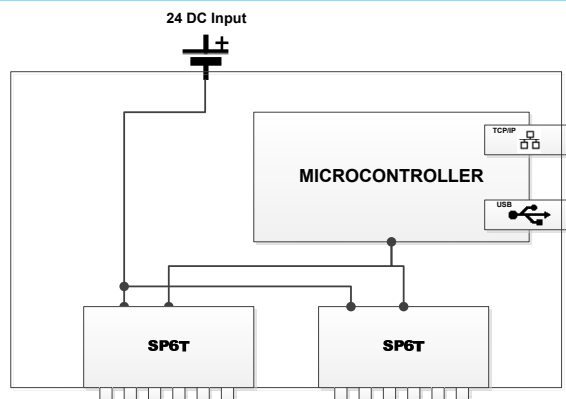 24 DC Input
TCP/IP
MICROCONTROLLER
USB
SP6T
SP6T